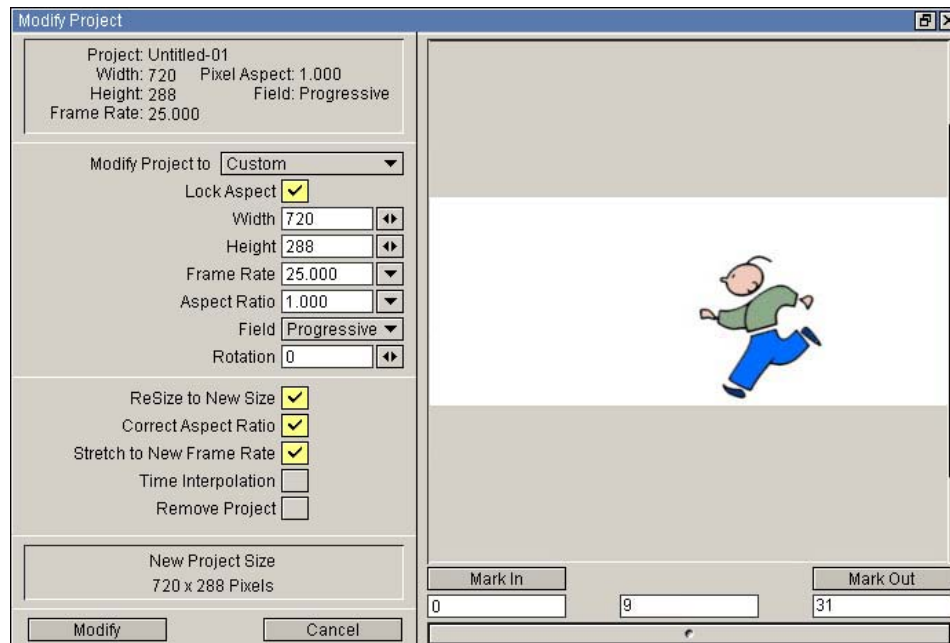 Modify Project
Project: Untitled-01
Width: 720 Pixel Aspect: 1.000
Height: 288 Field: Progressive
Frame Rate: 25.000
Modify Project to Custom
Lock Aspect
Width 720
Height 288
Frame Rate 25.000
Aspect Ratio 1.000
Field Progressive
Rotation 0
ReSize to New Size
Correct Aspect Ratio
Stretch to New Frame Rate
Time Interpolation
Remove Project
New Project Size
720 x 288 Pixels
Modify Cancel
Mark In Mark Out
0 9 31